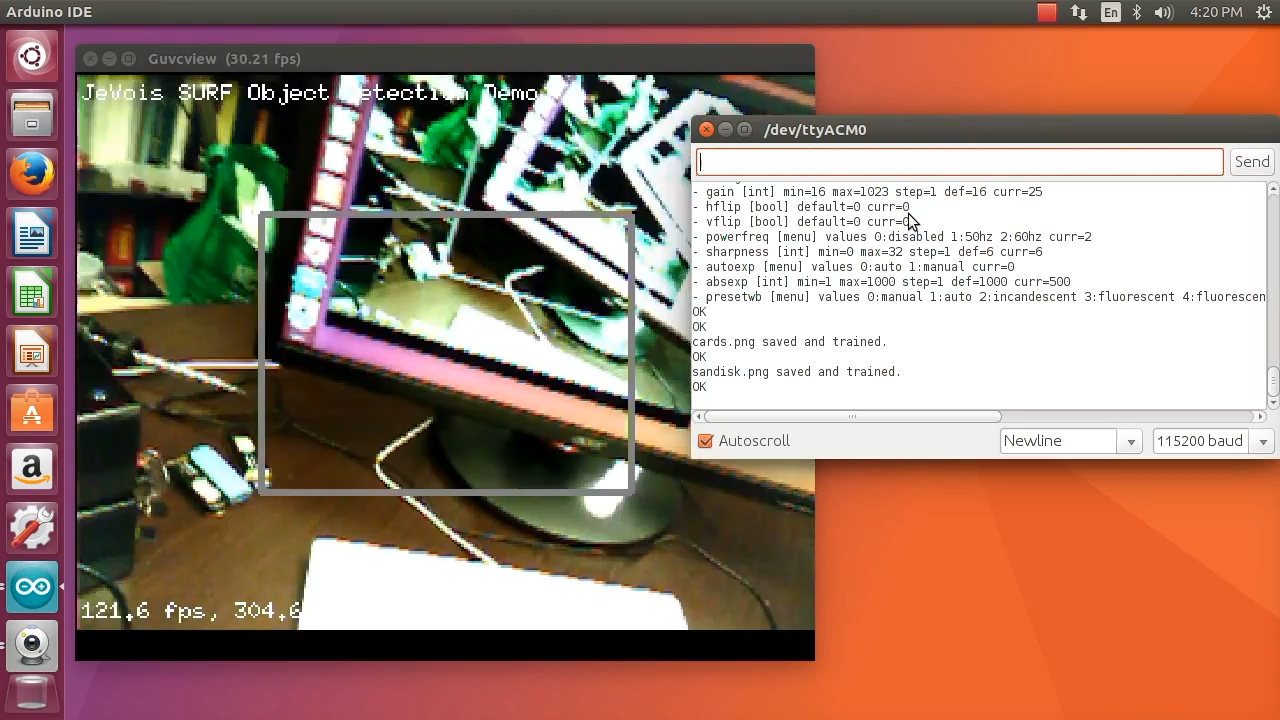 Arduino IDE
En
4:20 PM
Guvcview (30.21 fps)
JeVois SURF Object Detection Demo
/dev/ttyACM0
Send
- gain [int] min=16 max=1023 step=1 def=16 curr=25
- hflip [bool] default=0 curr=0
- vflip [bool] default=0 curr=0
- powerfreq [menu] values 0:disabled 1:50hz 2:60hz curr=2
- sharpness [int] min=0 max=32 step=1 def=6 curr=6
- autoexp [menu] values 0:auto 1:manual curr=0
- absexp [int] min=1 max=1000 step=1 def=1000 curr=500
- presetwb [menu] values 0:manual 1:auto 2:incandescent 3:fluorescent 4:fluorescen
OK
OK
cards.png saved and trained.
OK
sandisk.png saved and trained.
OK
Autoscroll
Newline
115200 baud
121.6 fps, 304.6